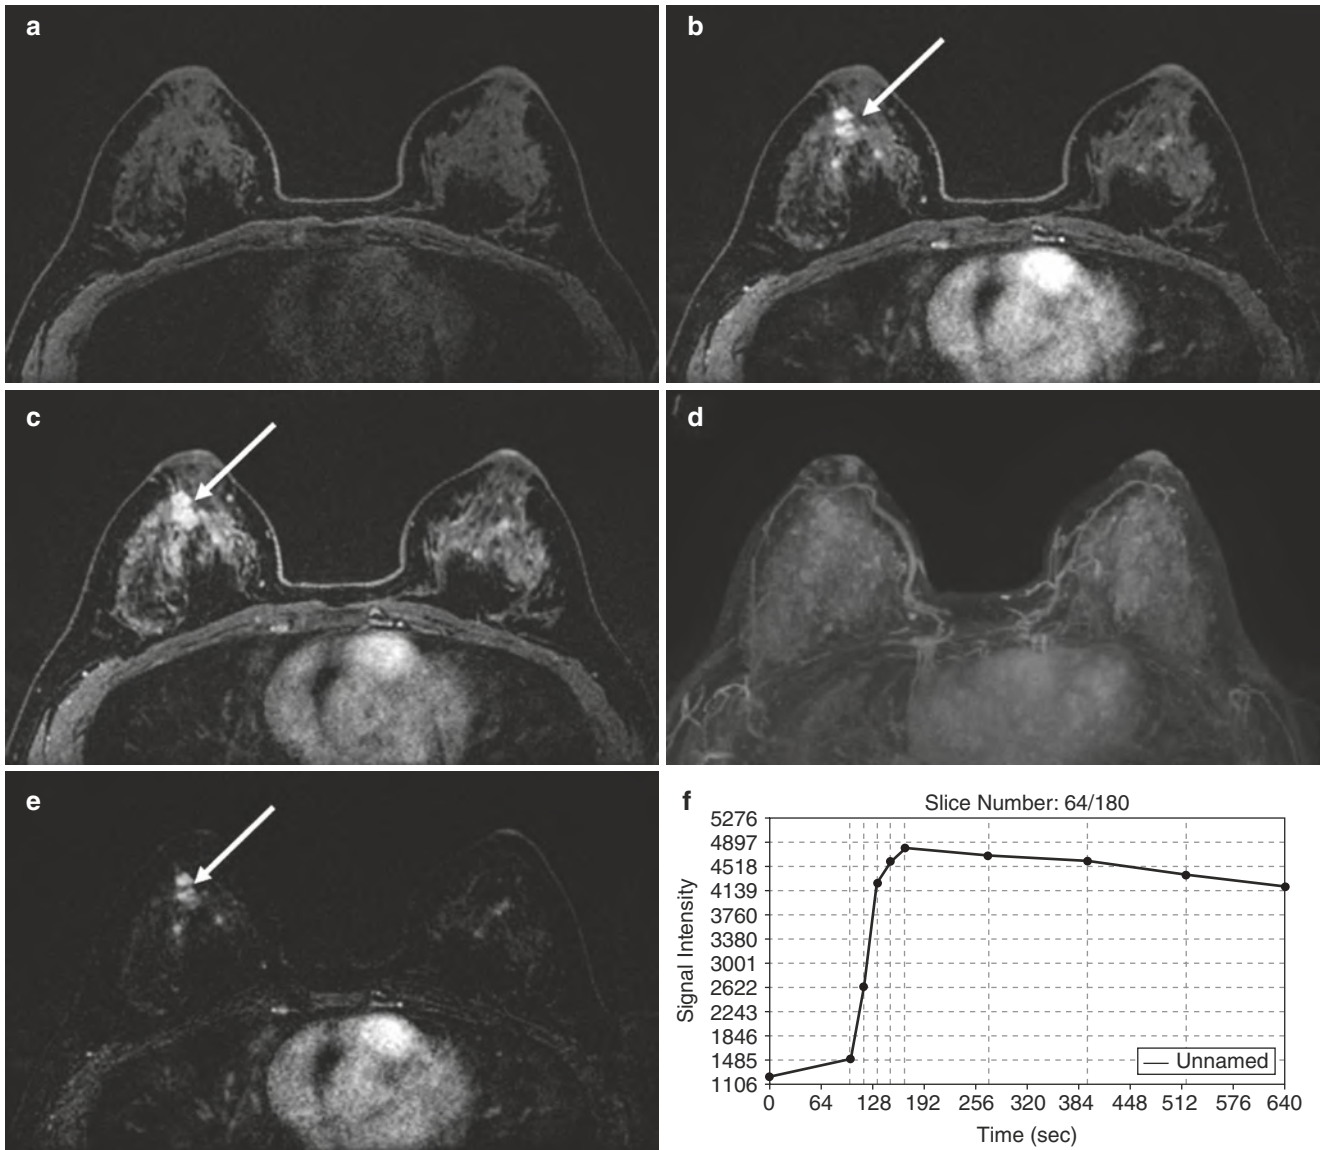 a
b
c
d
e
f
Slice Number: 64/180
5276
4897
4518
4139
3760
3380
3001
2622
2243
1846
1485
1106
Signal Intensity
Unnamed
0 64 128 192 256 320 384 448 512 576 640
Time (sec)